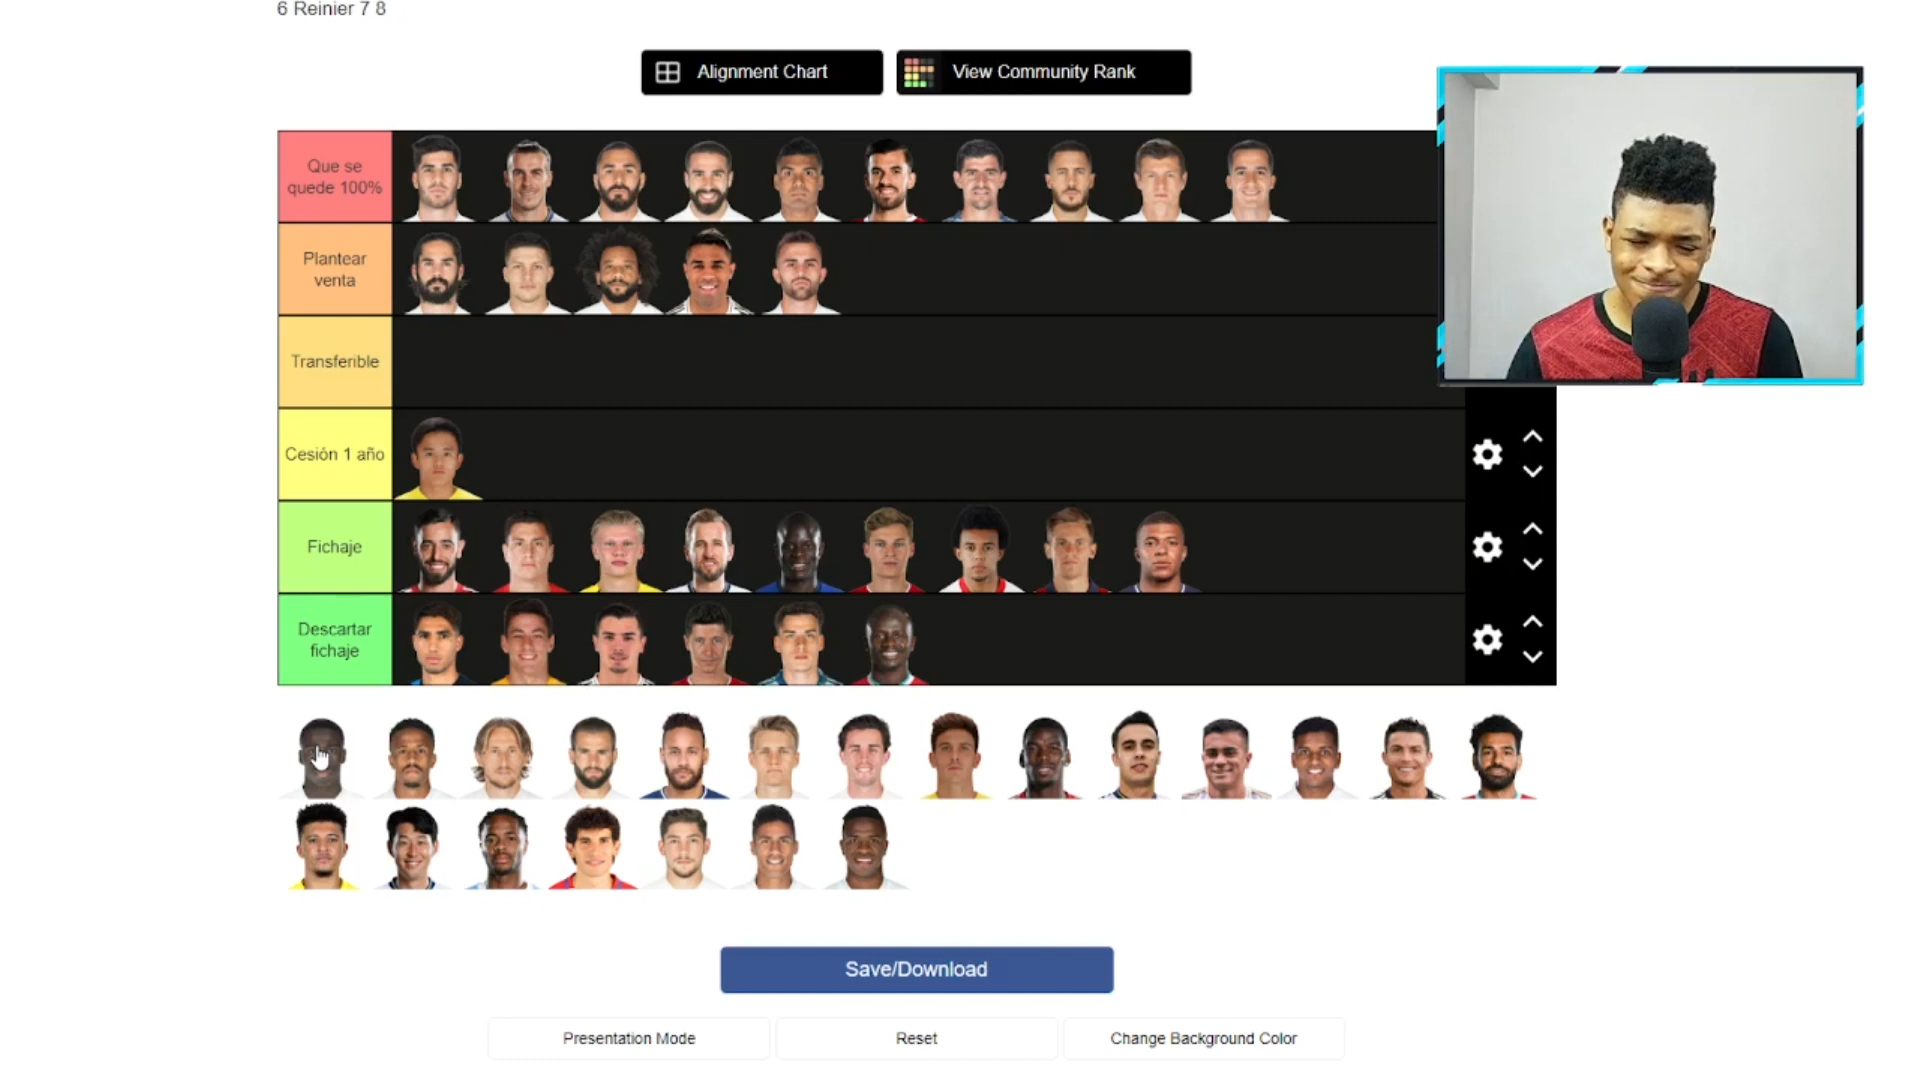 6 Reinier 7 8
Alignment Chart
View Community Rank
Que se
quede 100%
Plantear
venta
Transferible
Cesión 1 año
Fichaje
Descartar
fichaje
Save/Download
Presentation Mode
Reset
Change Background Color